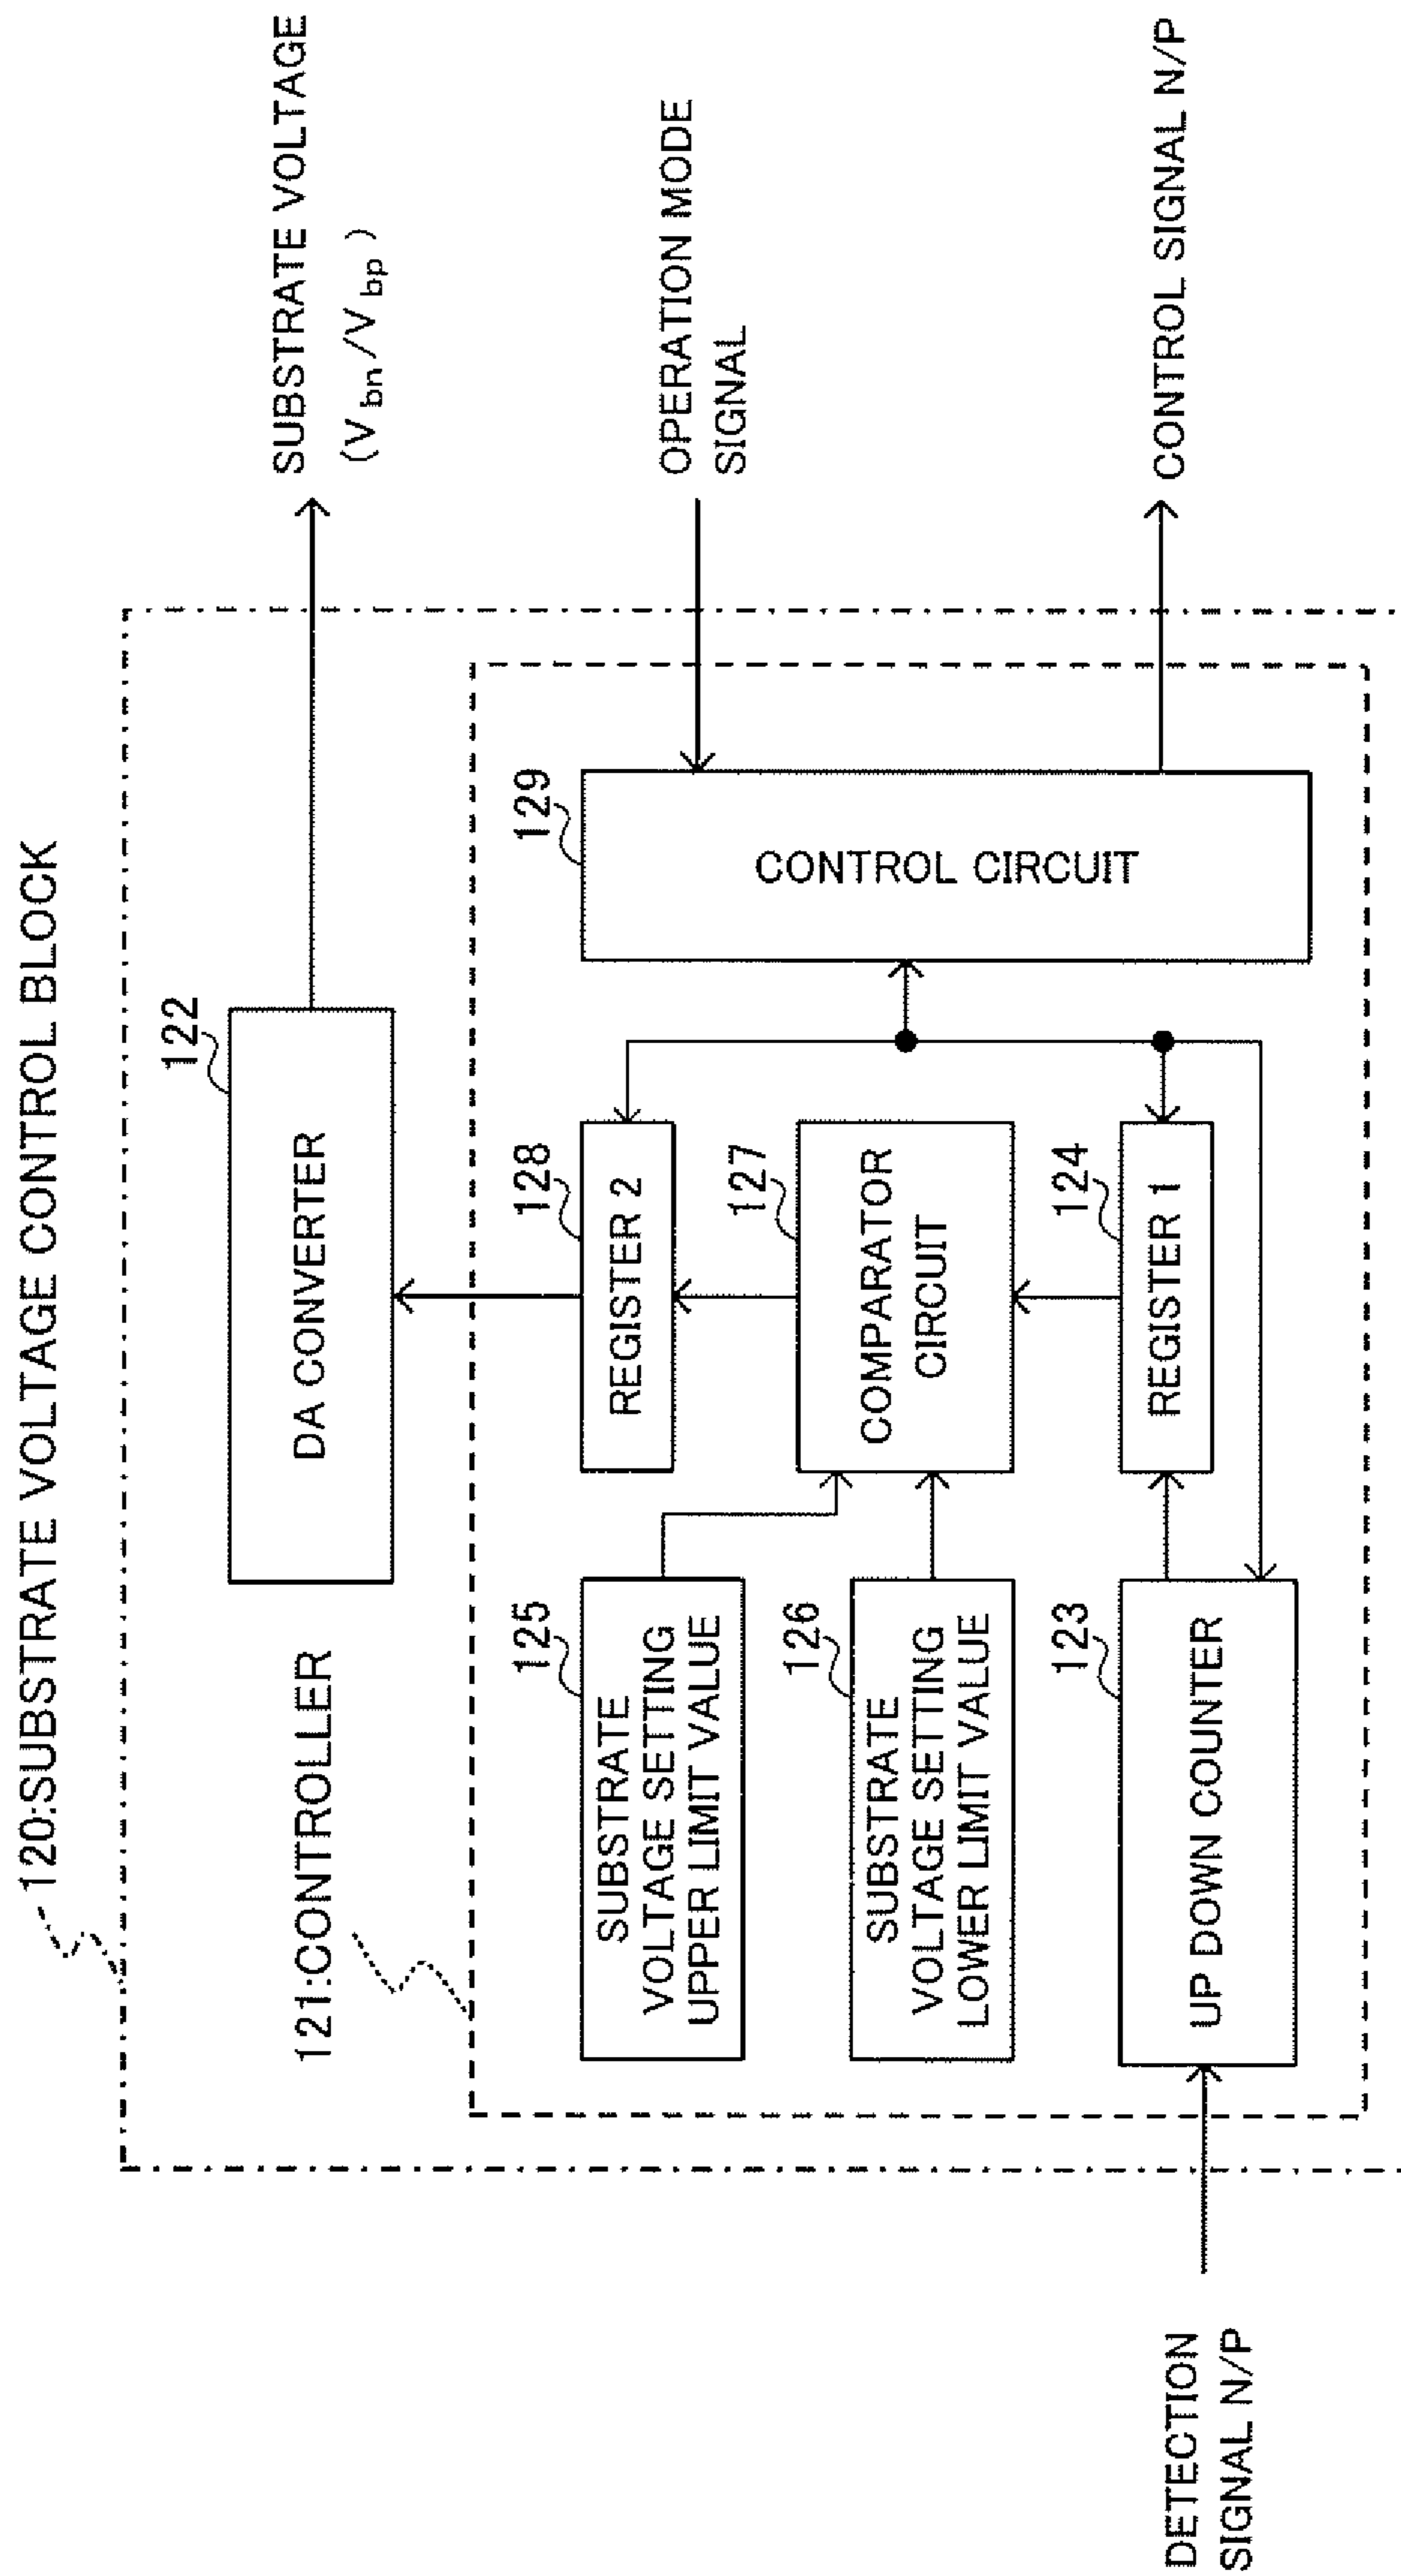 120:SUBSTRATE VOLTAGE CONTROL BLOCK
121:CONTROLLER
122
DA CONVERTER
SUBSTRATE VOLTAGE
(Vbn/Vbp)
125
SUBSTRATE
VOLTAGE SETTING
UPPER LIMIT VALUE
128
REGISTER 2
129
CONTROL CIRCUIT
OPERATION MODE
SIGNAL
126
SUBSTRATE
VOLTAGE SETTING
LOWER LIMIT VALUE
127
COMPARATOR
CIRCUIT
123
UP DOWN COUNTER
124
REGISTER 1
CONTROL SIGNAL N/P
DETECTION
SIGNAL N/P